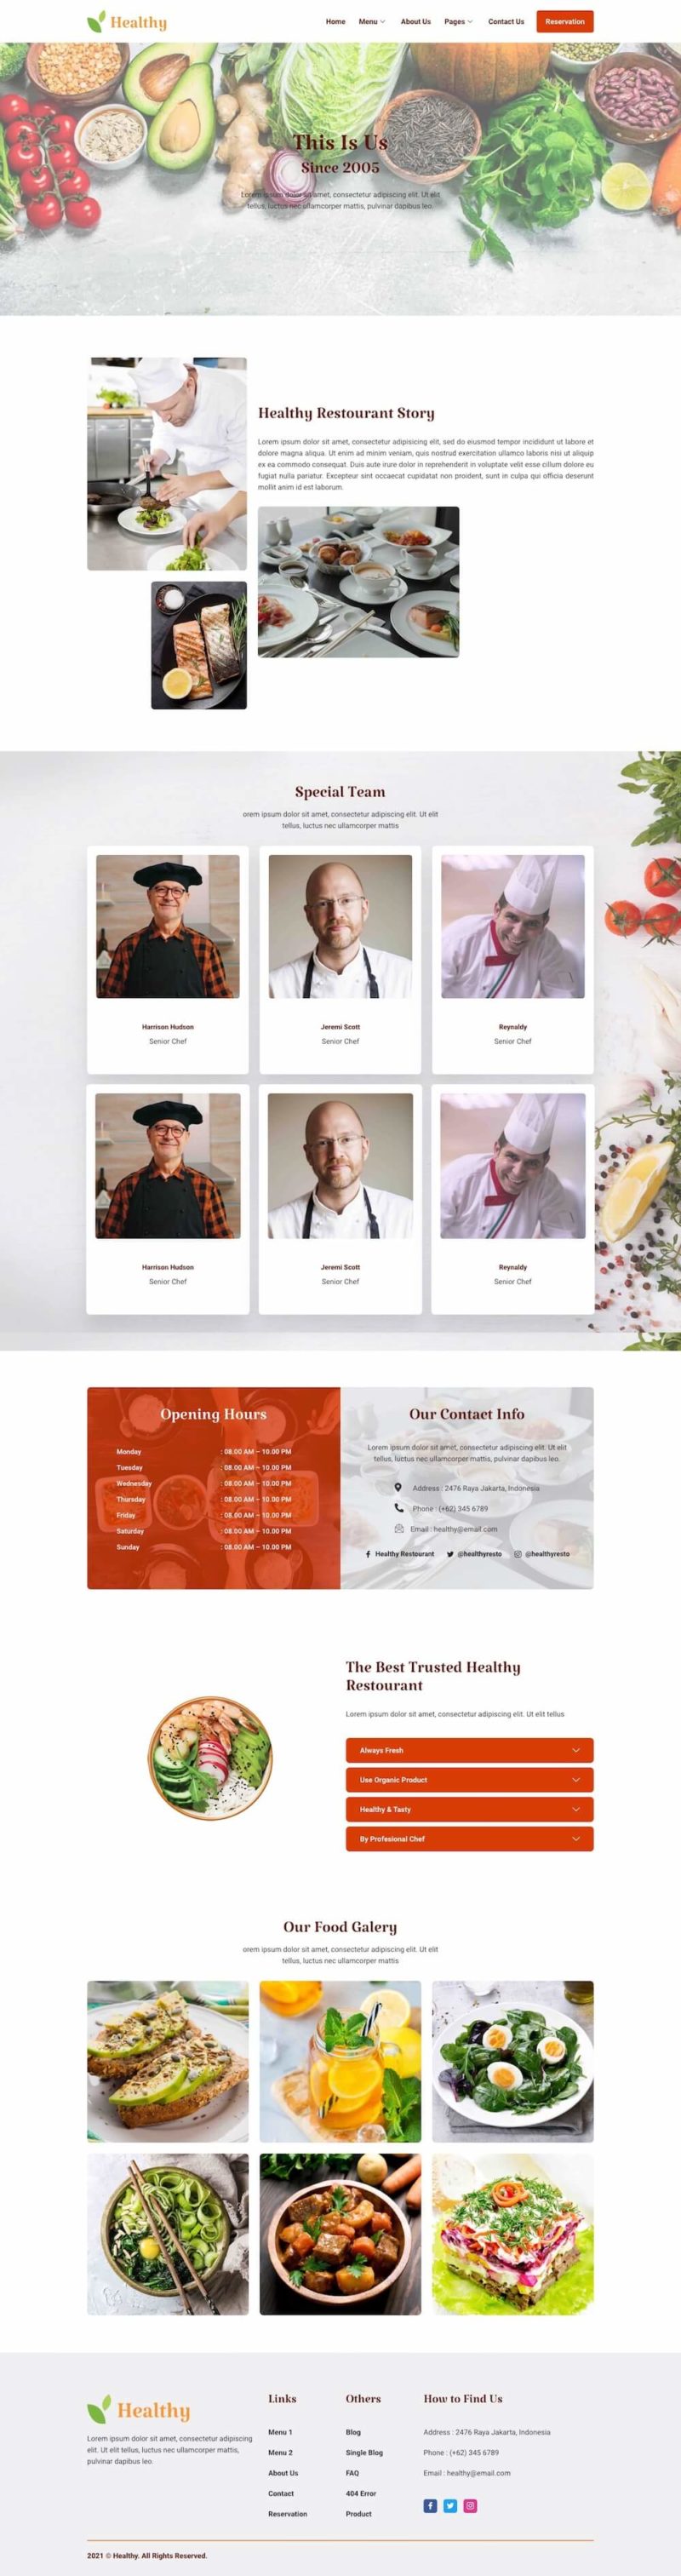 Healthy
Home Menu About Us Pages Contact Us Reservation
This Is Us
Since 2005
Lorem ipsum dolor sit amet, consectetur adipiscing elit. Ut elit
tellus, luctus nec ullamcorper mattis, pulvinar dapibus leo.
Healthy Restourant Story
Lorem ipsum dolor sit amet, consectetur adipisicing elit, sed do eiusmod tempor incididunt ut labore et
dolore magna aliqua. Ut enim ad minim veniam, quis nostrud exercitation ullamco laboris nisi ut aliquip
ex ea commodo consequat. Duis aute irure dolor in reprehenderit in voluptate velit esse cillum dolore eu
fugiat nulla pariatur. Excepteur sint occaecat cupidatat non proident, sunt in culpa qui officia deserunt
mollit anim id est laborum.
Special Team
orem ipsum dolor sit amet, consectetur adipiscing elit. Ut elit
tellus, luctus nec ullamcorper mattis
Harrison Hudson
Senior Chef
Jeremi Scott
Senior Chef
Reynaldy
Senior Chef
Harrison Hudson
Senior Chef
Jeremi Scott
Senior Chef
Reynaldy
Senior Chef
Opening Hours
Monday : 08.00 AM – 10.00 PM
Tuesday : 08.00 AM – 10.00 PM
Wednesday : 08.00 AM – 10.00 PM
Thursday : 08.00 AM – 10.00 PM
Friday : 08.00 AM – 10.00 PM
Saturday : 08.00 AM – 10.00 PM
Sunday : 08.00 AM – 10.00 PM
Our Contact Info
Lorem ipsum dolor sit amet, consectetur adipiscing elit. Ut elit
tellus, luctus nec ullamcorper mattis, pulvinar dapibus leo.
Address : 2476 Raya Jakarta, Indonesia
Phone : (+62) 345 6789
Email : healthy@email.com
Healthy Restourant @healthyresto @healthyresto
The Best Trusted Healthy
Restourant
Lorem ipsum dolor sit amet, consectetur adipiscing elit. Ut elit tellus
Always Fresh
Use Organic Product
Healthy & Tasty
By Profesional Chef
Our Food Galery
orem ipsum dolor sit amet, consectetur adipiscing elit. Ut elit
tellus, luctus nec ullamcorper mattis
Healthy
Lorem ipsum dolor sit amet, consectetur adipiscing
elit. Ut elit tellus, luctus nec ullamcorper mattis,
pulvinar dapibus leo.
Links
Menu 1
Menu 2
About Us
Contact
Reservation
Others
Blog
Single Blog
FAQ
404 Error
Product
How to Find Us
Address : 2476 Raya Jakarta, Indonesia
Phone : (+62) 345 6789
Email : healthy@email.com
2021 © Healthy. All Rights Reserved.